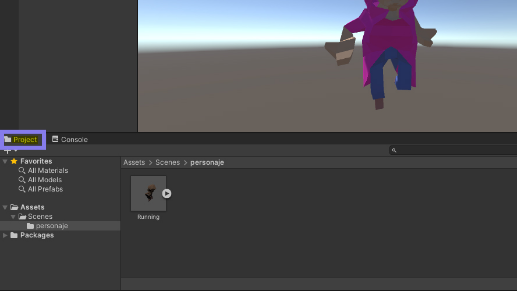 Project
Console
Favorites
All Materials
All Models
All Prefabs
Assets
Scenes
personaje
Packages
Assets > Scenes > personaje
Running